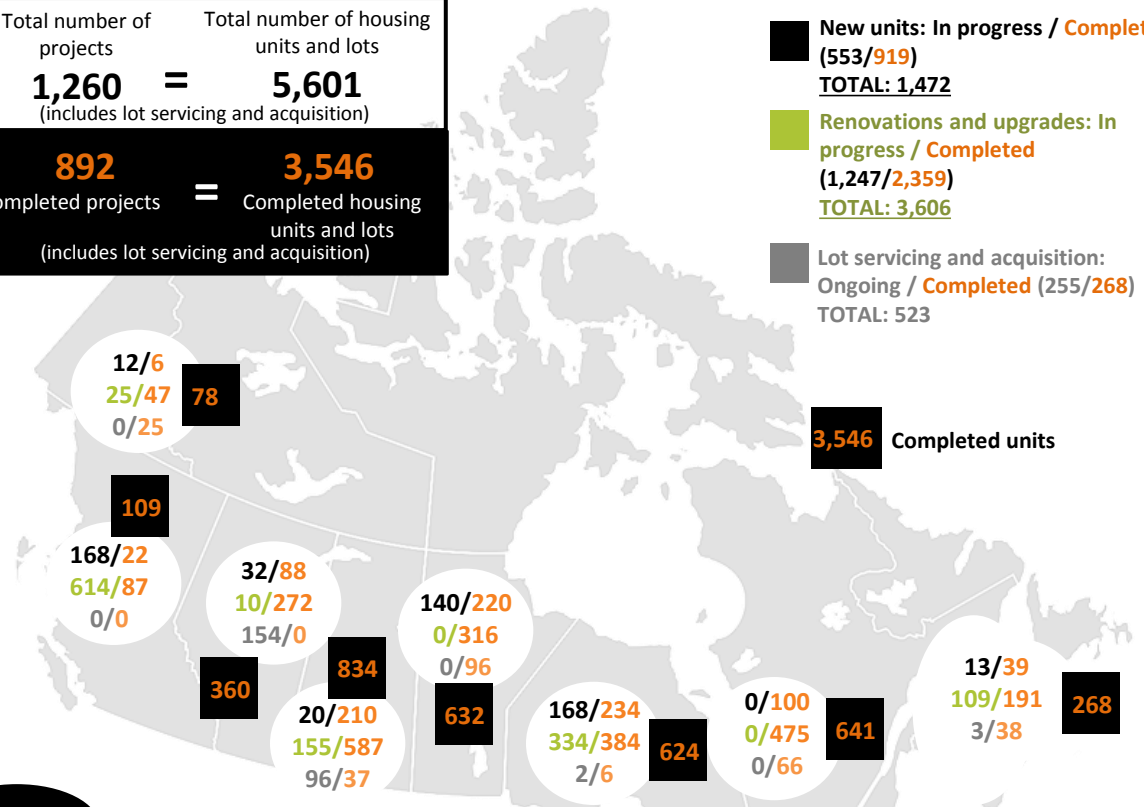 Total number of
projects
1,260
=
Total number of housing
units and lots
5,601
(includes lot servicing and acquisition)
892
completed projects
=
3,546
Completed housing
units and lots
(includes lot servicing and acquisition)
New units: In progress / Complet
(553/919)
TOTAL: 1,472
Renovations and upgrades: In
progress / Completed
(1,247/2,359)
TOTAL: 3,606
Lot servicing and acquisition:
Ongoing / Completed (255/268)
TOTAL: 523
12/6
25/47
0/25
78
3,546 Completed units
109
168/22
614/87
0/0
32/88
10/272
154/0
360
834
20/210
155/587
96/37
140/220
0/316
0/96
632
168/234
334/384
2/6
624
0/100
0/475
0/66
641
13/39
109/191
3/38
268